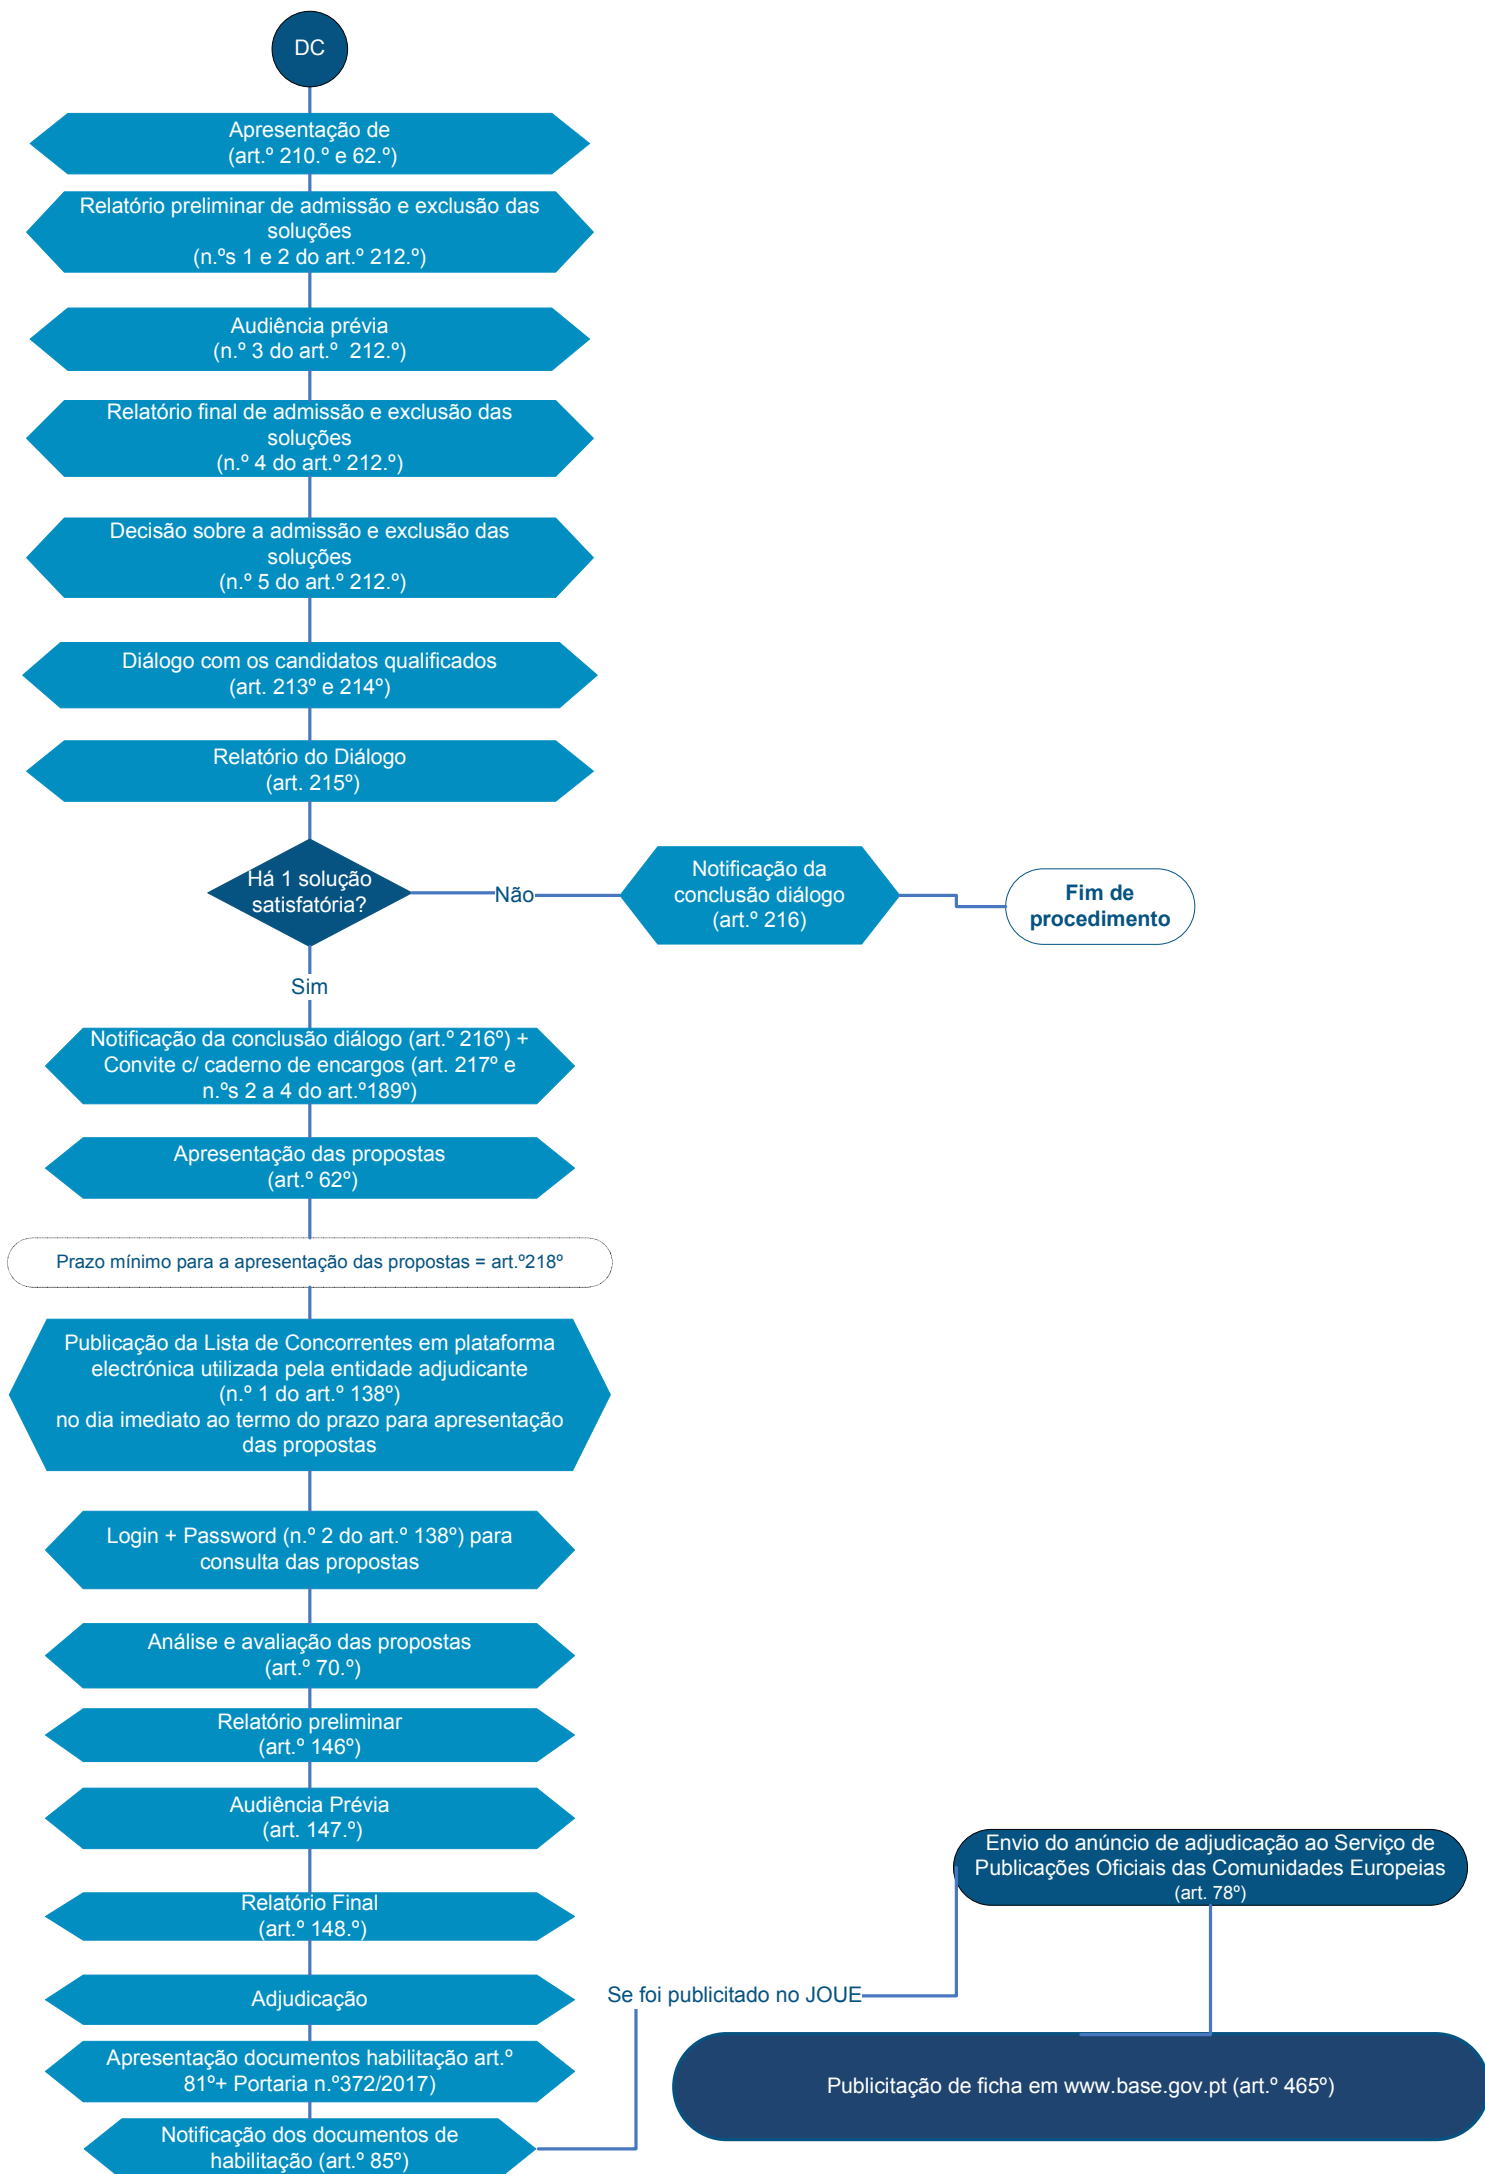 DC
Apresentação de
(art.º 210.º e 62.º)
Relatório preliminar de admissão e exclusão das
soluções
(n.ºs 1 e 2 do art.º 212.º)
Audiência prévia
(n.º 3 do art.º 212.º)
Relatório final de admissão e exclusão das
soluções
(n.º 4 do art.º 212.º)
Decisão sobre a admissão e exclusão das
soluções
(n.º 5 do art.º 212.º)
Diálogo com os candidatos qualificados
(art. 213º e 214º)
Relatório do Diálogo
(art. 215º)
Há 1 solução
satisfatória?
Não
Notificação da
conclusão diálogo
(art.º 216)
Fim de
procedimento
Sim
Notificação da conclusão diálogo (art.º 216º) +
Convite c/ caderno de encargos (art. 217º e
n.ºs 2 a 4 do art.º189º)
Apresentação das propostas
(art.º 62º)
Prazo mínimo para a apresentação das propostas = art.º218º
Publicação da Lista de Concorrentes em plataforma
electrónica utilizada pela entidade adjudicante
(n.º 1 do art.º 138º)
no dia imediato ao termo do prazo para apresentação
das propostas
Login + Password (n.º 2 do art.º 138º) para
consulta das propostas
Análise e avaliação das propostas
(art.º 70.º)
Relatório preliminar
(art.º 146º)
Audiência Prévia
(art. 147.º)
Relatório Final
(art.º 148.º)
Adjudicação
Apresentação documentos habilitação art.º
81º+ Portaria n.º372/2017)
Notificação dos documentos de
habilitação (art.º 85º)
Se foi publicitado no JOUE
Envio do anúncio de adjudicação ao Serviço de
Publicações Oficiais das Comunidades Europeias
(art. 78º)
Publicitação de ficha em www.base.gov.pt (art.º 465º)